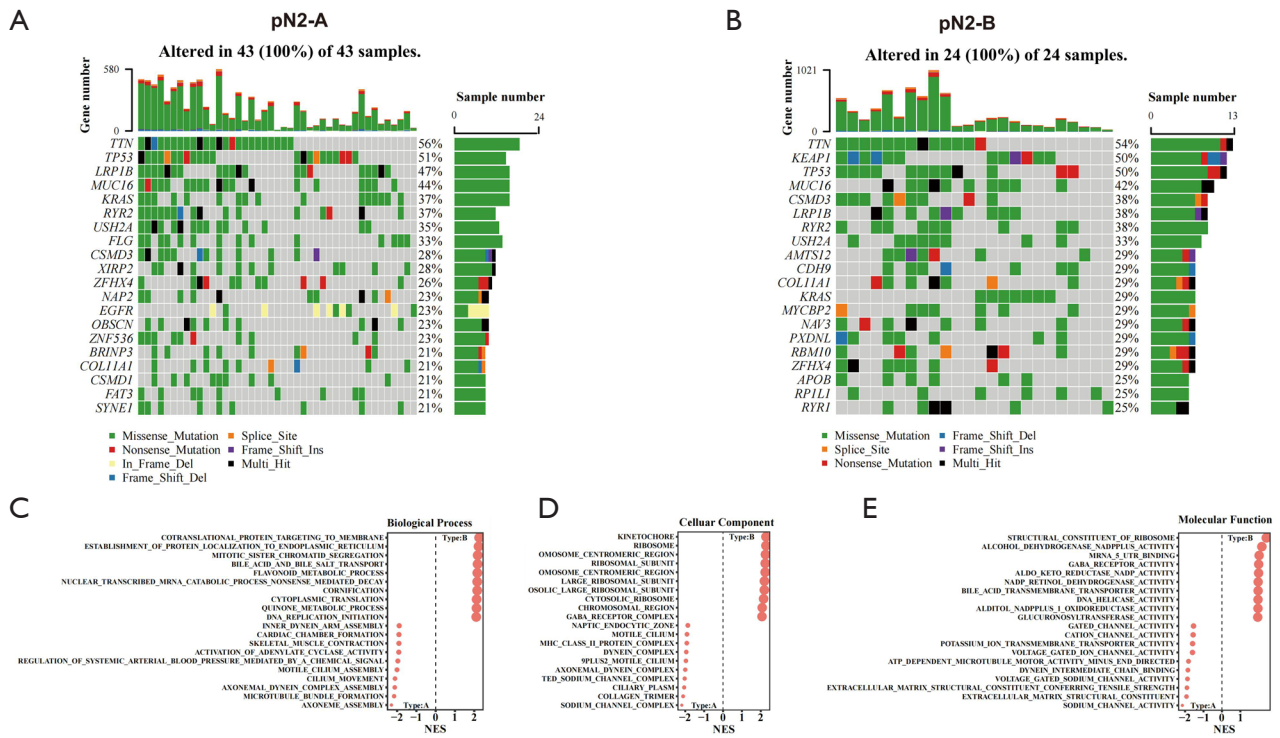 A
pN2-A
Altered in 43 (100%) of 43 samples.
Gene number
580
0
Sample number
0 24
TTN 56%
TP53 51%
LRP1B 47%
MUC16 44%
KRAS 37%
RYR2 37%
USH2A 35%
FLG 33%
CSMD3 28%
XIRP2 28%
ZFHX4 26%
NAP2 23%
EGFR 23%
OBSCN 23%
ZNF536 23%
BRINP3 21%
COL11A1 21%
CSMD1 21%
FAT3 21%
SYNE1 21%
Missense_Mutation Splice_Site
Nonsense_Mutation Frame_Shift_Ins
In_Frame_Del Multi_Hit
Frame_Shift_Del
B
pN2-B
Altered in 24 (100%) of 24 samples.
Gene number
1021
0
Sample number
0 13
TTN 54%
KEAP1 50%
TP53 50%
MUC16 42%
CSMD3 38%
LRP1B 38%
RYR2 38%
USH2A 33%
AMTS12 29%
CDH9 29%
COL11A1 29%
KRAS 29%
MYCBP2 29%
NAV3 29%
PXDNL 29%
RBM10 29%
ZFHX4 29%
APOB 25%
RP1L1 25%
RYR1 25%
Missense_Mutation Frame_Shift_Del
Splice_Site Frame_Shift_Ins
Nonsense_Mutation Multi_Hit
C
Biological Process
COTRANSLATIONAL_PROTEIN_TARGETING_TO_MEMBRANE Type:B
ESTABLISHMENT_OF_PROTEIN_LOCALIZATION_TO_ENDOPLASMIC_RETICULUM
MITOTIC_SISTER_CHROMATID_SEGREGATION
BILE_ACID_AND_BILE_SALT_TRANSPORT
FLAVONOID_METABOLIC_PROCESS
NUCLEAR_TRANSCRIBED_MRNA_CATABOLIC_PROCESS_NONSENSE_MEDIATED_DECAY
CORNIFICATION
CYTOPLASMIC_TRANSLATION
QUINONE_METABOLIC_PROCESS
DNA_REPLICATION_INITIATION
INNER_DYNEIN_ARM_ASSEMBLY
CARDIAC_CHAMBER_FORMATION
SKELETAL_MUSCLE_CONTRACTION
ACTIVATION_OF_ADENYLATE_CYCLASE_ACTIVITY
REGULATION_OF_SYSTEMIC_ARTERIAL_BLOOD_PRESSURE_MEDIATED_BY_A_CHEMICAL_SIGNAL
MOTILE_CILIUM_ASSEMBLY
CILIUM_MOVEMENT
AXONEMAL_DYNEIN_COMPLEX_ASSEMBLY
MICROTUBULE_BUNDLE_FORMATION
AXONEME_ASSEMBLY Type:A
−2 −1 0 1 2
NES
D
Celluar Component
KINETOCHORE Type:B
RIBOSOME
OMOSOME_CENTROMERIC_REGION
RIBOSOMAL_SUBUNIT
OMOSOME_CENTROMERIC_REGION
LARGE_RIBOSOMAL_SUBUNIT
OSOLIC_LARGE_RIBOSOMAL_SUBUNIT
CYTOSOLIC_RIBOSOME
CHROMOSOMAL_REGION
GABA_RECEPTOR_COMPLEX
NAPTIC_ENDOCYTIC_ZONE
MOTILE_CILIUM
MHC_CLASS_II_PROTEIN_COMPLEX
DYNEIN_COMPLEX
9PLUS2_MOTILE_CILIUM
AXONEMAL_DYNEIN_COMPLEX
TED_SODIUM_CHANNEL_COMPLEX
CILIARY_PLASM
COLLAGEN_TRIMER
SODIUM_CHANNEL_COMPLEX Type:A
−2 −1 0 1 2
NES
E
Molecular Function
STRUCTURAL_CONSTITUENT_OF_RIBOSOME Type:B
ALCOHOL_DEHYDROGENASE_NADPPLUS_ACTIVITY
MRNA_5_UTR_BINDING
GABA_RECEPTOR_ACTIVITY
ALDO_KETO_REDUCTASE_NADP_ACTIVITY
NADP_RETINOL_DEHYDROGENASE_ACTIVITY
BILE_ACID_TRANSMEMBRANE_TRANSPORTER_ACTIVITY
DNA_HELICASE_ACTIVITY
ALDITOL_NADPPLUS_1_OXIDOREDUCTASE_ACTIVITY
GLUCURONOSYLTRANSFERASE_ACTIVITY
GATED_CHANNEL_ACTIVITY
CATION_CHANNEL_ACTIVITY
POTASSIUM_ION_TRANSMEMBRANE_TRANSPORTER_ACTIVITY
VOLTAGE_GATED_ION_CHANNEL_ACTIVITY
ATP_DEPENDENT_MICROTUBULE_MOTOR_ACTIVITY_MINUS_END_DIRECTED
DYNEIN_INTERMEDIATE_CHAIN_BINDING
VOLTAGE_GATED_SODIUM_CHANNEL_ACTIVITY
EXTRACELLULAR_MATRIX_STRUCTURAL_CONSTITUENT_CONFERRING_TENSILE_STRENGTH
EXTRACELLULAR_MATRIX_STRUCTURAL_CONSTITUENT
SODIUM_CHANNEL_ACTIVITY Type:A
−2 −1 0 1 2
NES